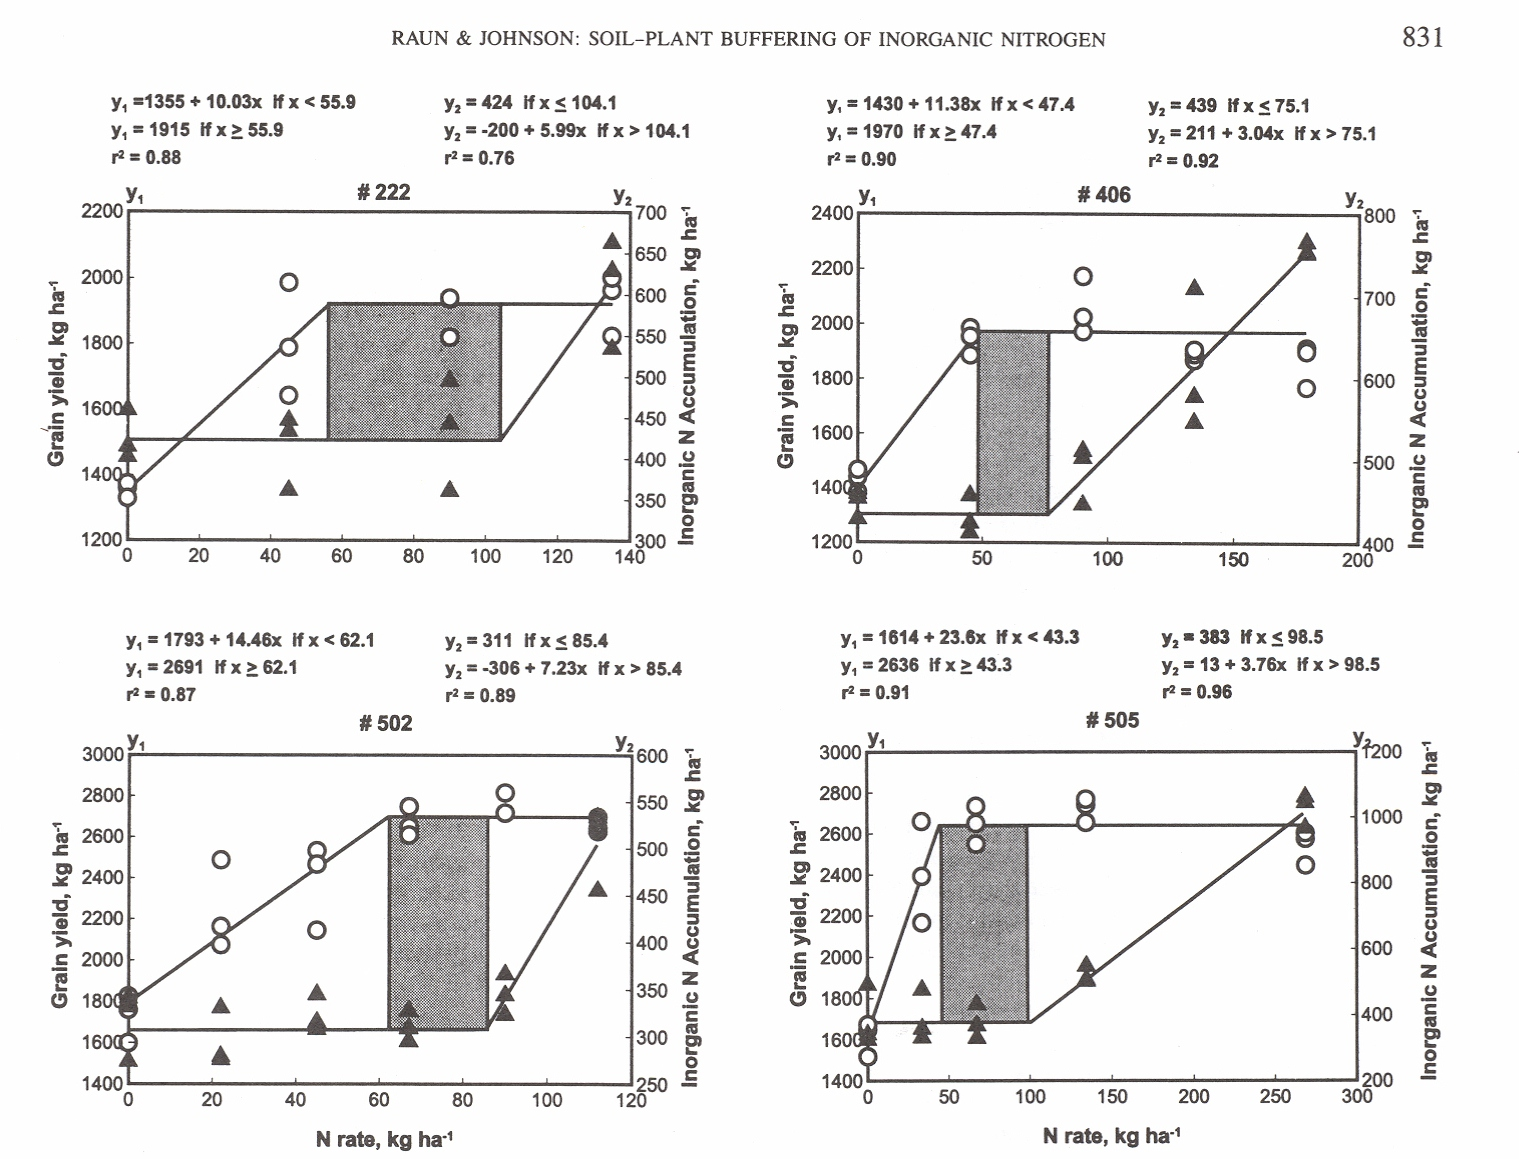 RAUN & JOHNSON: SOIL–PLANT BUFFERING OF INORGANIC NITROGEN
831
y₁ =1355 + 10.03x if x < 55.9
y₁ = 1915 if x ≥ 55.9
r² = 0.88
y₂ = 424 if x ≤ 104.1
y₂ = -200 + 5.99x if x > 104.1
r² = 0.76
# 222
y₁
y₂
2200
2000
1800
1600
1400
1200
Grain yield, kg ha⁻¹
700
650
600
550
500
450
400
350
300
Inorganic N Accumulation, kg ha⁻¹
0 20 40 60 80 100 120 140
y₁ = 1430 + 11.38x if x < 47.4
y₁ = 1970 if x ≥ 47.4
r² = 0.90
y₂ = 439 if x ≤ 75.1
y₂ = 211 + 3.04x if x > 75.1
r² = 0.92
# 406
y₁
y₂
2400
2200
2000
1800
1600
1400
1200
Grain yield, kg ha⁻¹
800
700
600
500
400
Inorganic N Accumulation, kg ha⁻¹
0 50 100 150 200
y₁ = 1793 + 14.46x if x < 62.1
y₁ = 2691 if x ≥ 62.1
r² = 0.87
y₂ = 311 if x ≤ 85.4
y₂ = -306 + 7.23x if x > 85.4
r² = 0.89
# 502
y₁
y₂
3000
2800
2600
2400
2200
2000
1800
1600
1400
Grain yield, kg ha⁻¹
600
550
500
450
400
350
300
250
Inorganic N Accumulation, kg ha⁻¹
0 20 40 60 80 100 120
N rate, kg ha⁻¹
y₁ = 1614 + 23.6x if x < 43.3
y₁ = 2636 if x ≥ 43.3
r² = 0.91
y₂ = 383 if x ≤ 98.5
y₂ = 13 + 3.76x if x > 98.5
r² = 0.96
# 505
y₁
y₂
3000
2800
2600
2400
2200
2000
1800
1600
1400
Grain yield, kg ha⁻¹
1200
1000
800
600
400
200
Inorganic N Accumulation, kg ha⁻¹
0 50 100 150 200 250 300
N rate, kg ha⁻¹